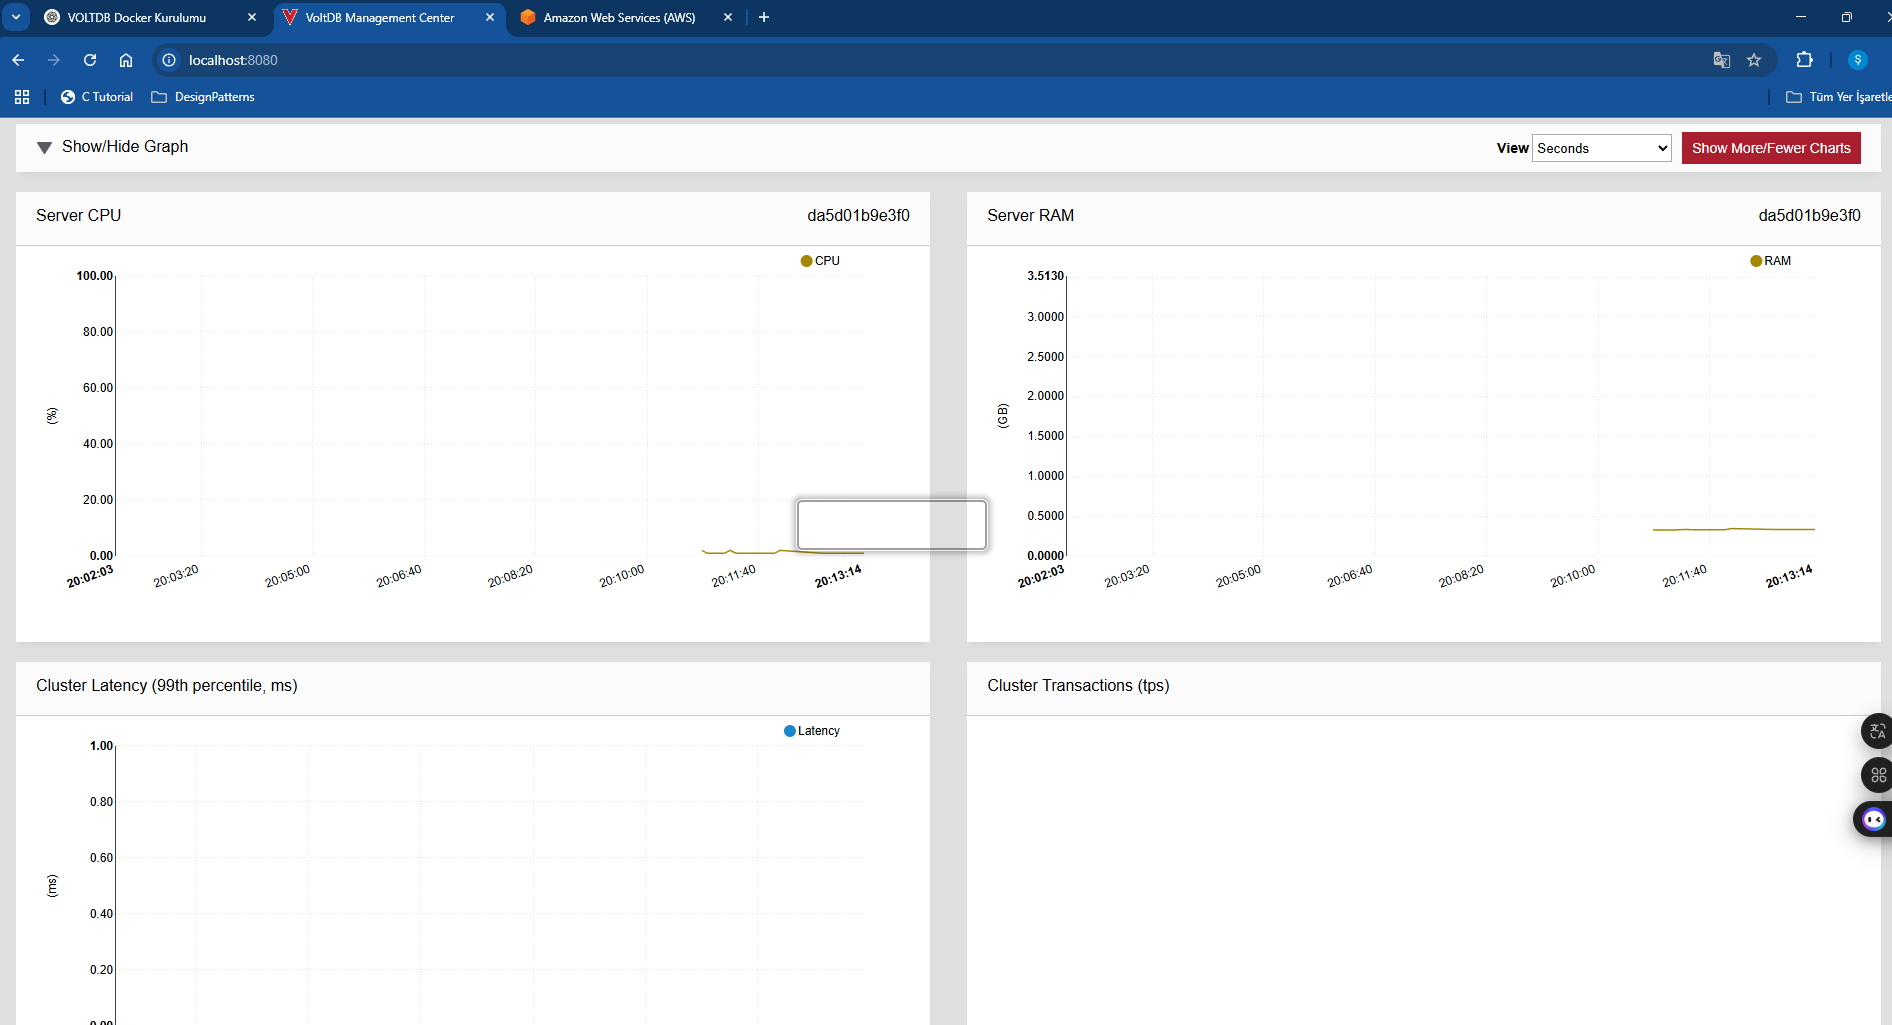 VOLTDB Docker Kurulumu
VoltDB Management Center
Amazon Web Services (AWS)
localhost:8080
S
C Tutorial
DesignPatterns
Tüm Yer İşaretle
Show/Hide Graph
View
Seconds
Show More/Fewer Charts
Server CPU
da5d01b9e3f0
CPU
100.00
80.00
60.00
40.00
20.00
0.00
(%)
20:02:03
20:03:20
20:05:00
20:06:40
20:08:20
20:10:00
20:11:40
20:13:14
Server RAM
da5d01b9e3f0
RAM
3.5130
3.0000
2.5000
2.0000
1.5000
1.0000
0.5000
0.0000
(GB)
20:02:03
20:03:20
20:05:00
20:06:40
20:08:20
20:10:00
20:11:40
20:13:14
Cluster Latency (99th percentile, ms)
Latency
1.00
0.80
0.60
0.40
0.20
0.00
(ms)
Cluster Transactions (tps)